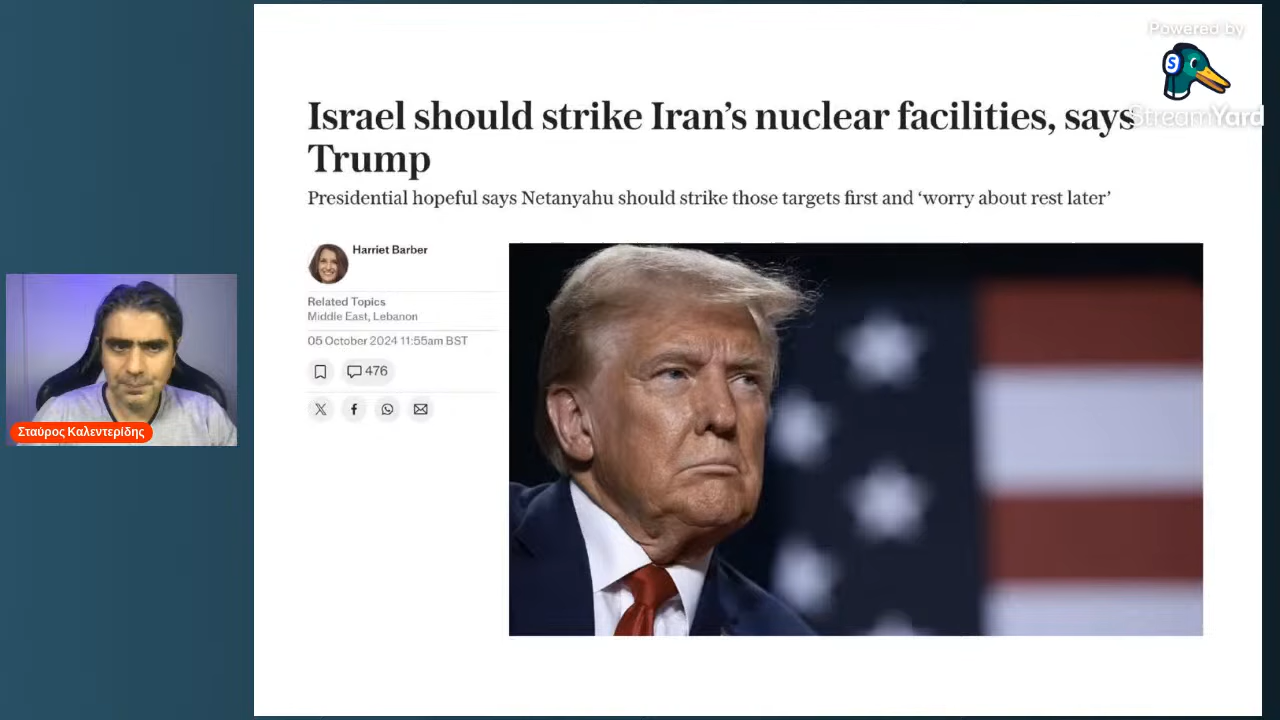 Powered by
StreamYard
Israel should strike Iran’s nuclear facilities, says
Trump
Presidential hopeful says Netanyahu should strike those targets first and ‘worry about rest later’
Harriet Barber
Related Topics
Middle East, Lebanon
05 October 2024 11:55am BST
476
Σταύρος Καλεντερίδης